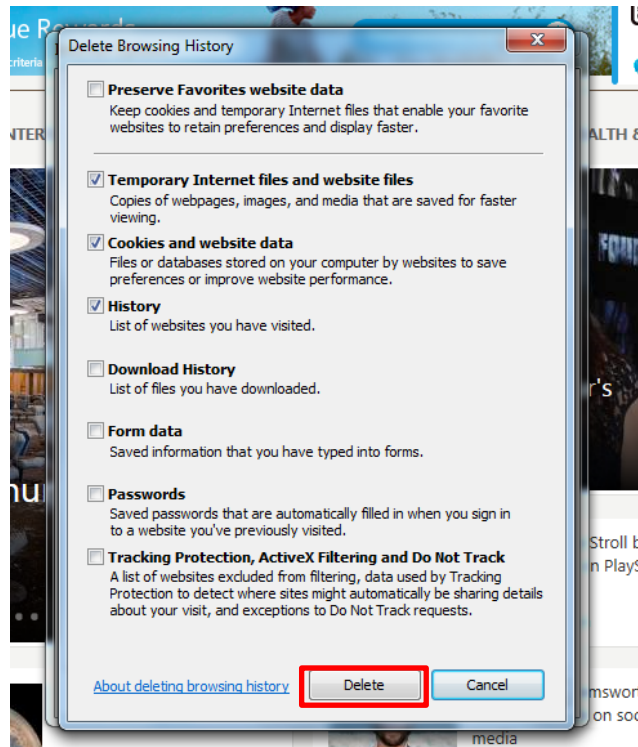 ue Rewards
criteria
Delete Browsing History
Preserve Favorites website data
Keep cookies and temporary Internet files that enable your favorite
websites to retain preferences and display faster.
NTER
ALTH &
Temporary Internet files and website files
Copies of webpages, images, and media that are saved for faster
viewing.
Cookies and website data
Files or databases stored on your computer by websites to save
preferences or improve website performance.
History
List of websites you have visited.
Download History
List of files you have downloaded.
r's
Form data
Saved information that you have typed into forms.
Passwords
Saved passwords that are automatically filled in when you sign in
to a website you've previously visited.
Stroll b
n PlayS
Tracking Protection, ActiveX Filtering and Do Not Track
A list of websites excluded from filtering, data used by Tracking
Protection to detect where sites might automatically be sharing details
about your visit, and exceptions to Do Not Track requests.
About deleting browsing history
Delete
Cancel
mswor
on soc
media